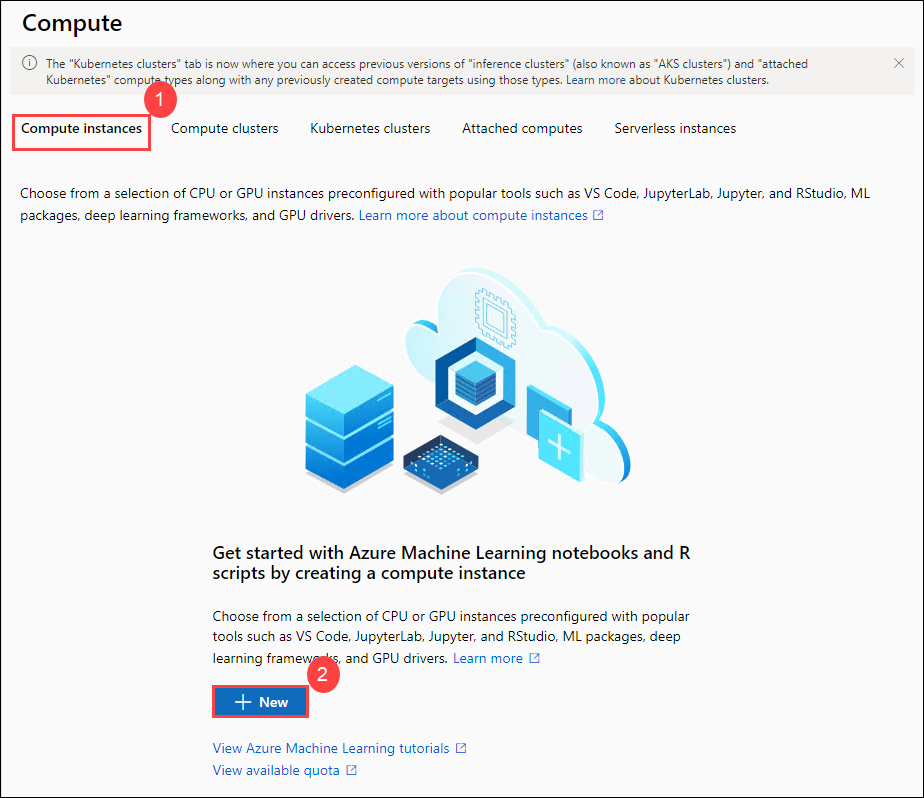 Compute
The "Kubernetes clusters" tab is now where you can access previous versions of "inference clusters" (also known as "AKS clusters") and "attached
Kubernetes" compute types along with any previously created compute targets using those types. Learn more about Kubernetes clusters.
1
Compute instances Compute clusters Kubernetes clusters Attached computes Serverless instances
Choose from a selection of CPU or GPU instances preconfigured with popular tools such as VS Code, JupyterLab, Jupyter, and RStudio, ML
packages, deep learning frameworks, and GPU drivers. Learn more about compute instances
Get started with Azure Machine Learning notebooks and R
scripts by creating a compute instance
Choose from a selection of CPU or GPU instances preconfigured with popular
tools such as VS Code, JupyterLab, Jupyter, and RStudio, ML packages, deep
learning frameworks, and GPU drivers. Learn more
2
New
View Azure Machine Learning tutorials
View available quota